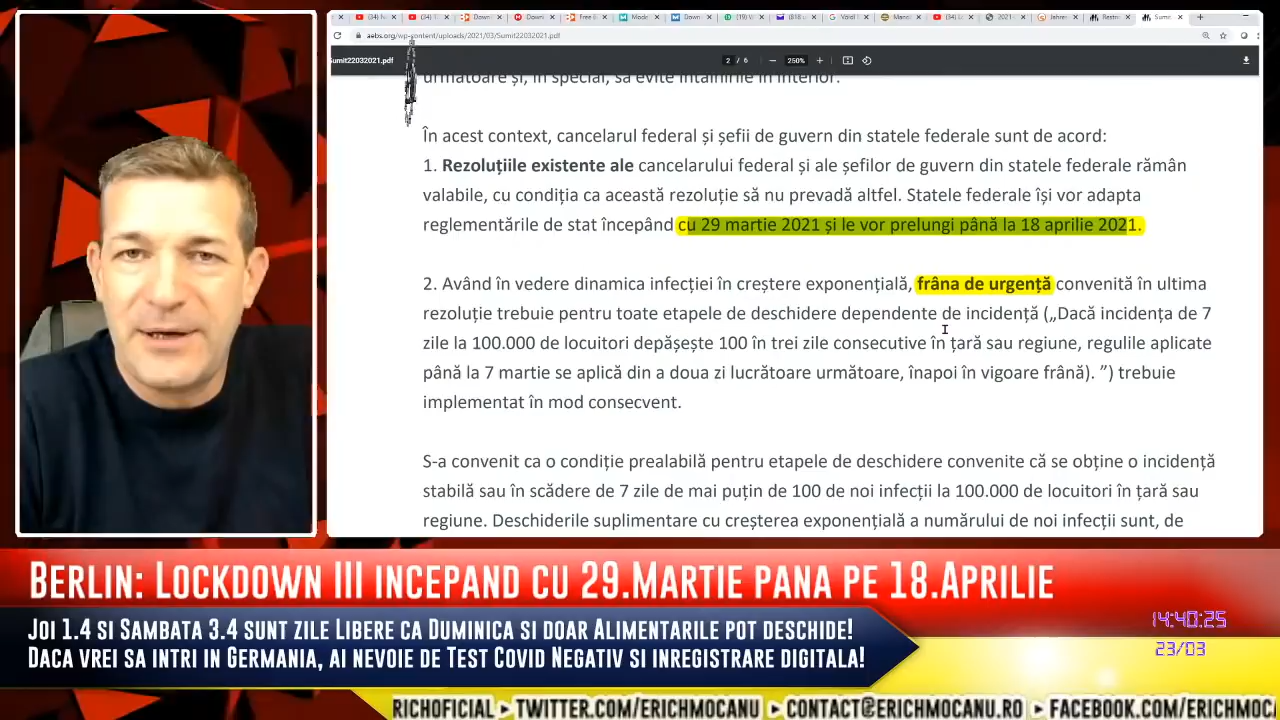 aebs.org/wp-content/uploads/2021/03/Sumit22032021.pdf
Sumit22032021.pdf
2 / 6
250%
următoare și, în special, să evite întâlnirile în interior.
În acest context, cancelarul federal și șefii de guvern din statele federale sunt de acord:
1. Rezoluțiile existente ale cancelarului federal și ale șefilor de guvern din statele federale rămân
valabile, cu condiția ca această rezoluție să nu prevadă altfel. Statele federale își vor adapta
reglementările de stat începând cu 29 martie 2021 și le vor prelungi până la 18 aprilie 2021.
2. Având în vedere dinamica infecției în creștere exponențială, frâna de urgență convenită în ultima
rezoluție trebuie pentru toate etapele de deschidere dependente de incidență („Dacă incidența de 7
zile la 100.000 de locuitori depășește 100 în trei zile consecutive în țară sau regiune, regulile aplicate
până la 7 martie se aplică din a doua zi lucrătoare următoare, înapoi în vigoare frână). ”) trebuie
implementat în mod consecvent.
S-a convenit ca o condiție prealabilă pentru etapele de deschidere convenite că se obține o incidență
stabilă sau în scădere de 7 zile de mai puțin de 100 de noi infecții la 100.000 de locuitori în țară sau
regiune. Deschiderile suplimentare cu creșterea exponențială a numărului de noi infecții sunt, de
Berlin: Lockdown III incepand cu 29.Martie pana pe 18.Aprilie
Joi 1.4 si Sambata 3.4 sunt zile Libere ca Duminica si doar Alimentarile pot deschide!
Daca vrei sa intri in Germania, ai nevoie de Test Covid Negativ si inregistrare digitala!
14:40:25
23/03
RICHOFICIAL ► TWITTER.COM/ERICHMOCANU ► CONTACT@ERICHMOCANU.RO ► FACEBOOK.COM/ERICHMOC